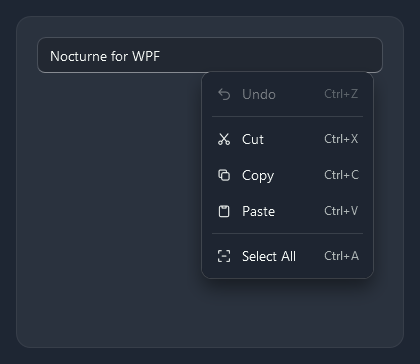 Nocturne for WPF
Undo Ctrl+Z
Cut Ctrl+X
Copy Ctrl+C
Paste Ctrl+V
Select All Ctrl+A